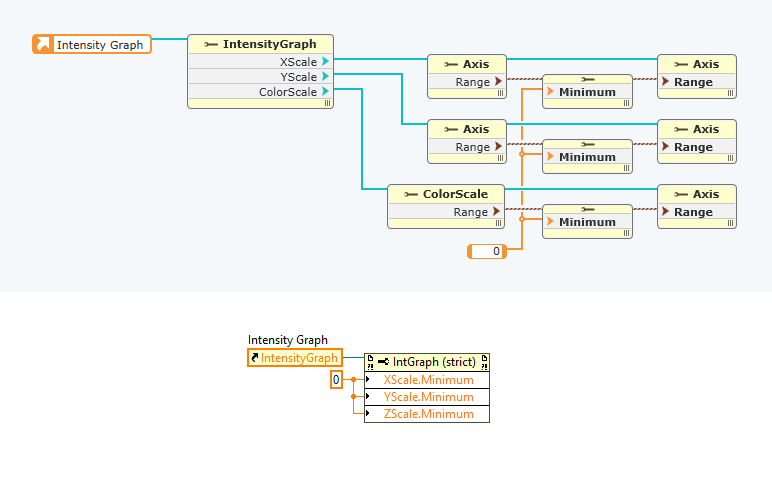 Intensity Graph
IntensityGraph
XScale
YScale
ColorScale
Axis
Range
Minimum
Axis
Range
Axis
Range
Minimum
Axis
Range
ColorScale
Range
Minimum
Axis
Range
0
Intensity Graph
IntensityGraph
IntGraph (strict)
0
XScale.Minimum
YScale.Minimum
ZScale.Minimum